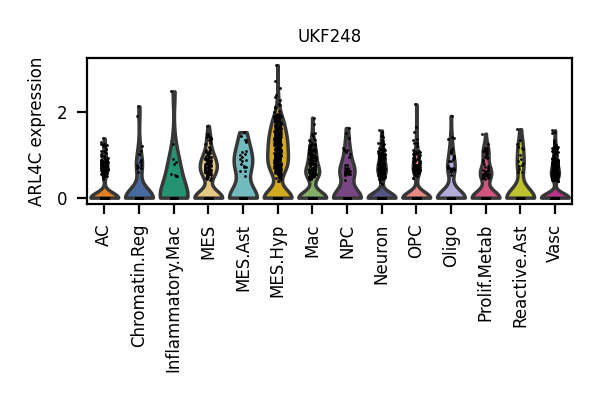 UKF248
ARL4C expression
2
0
AC
Chromatin.Reg
Inflammatory.Mac
MES
MES.Ast
MES.Hyp
Mac
NPC
Neuron
OPC
Oligo
Prolif.Metab
Reactive.Ast
Vasc